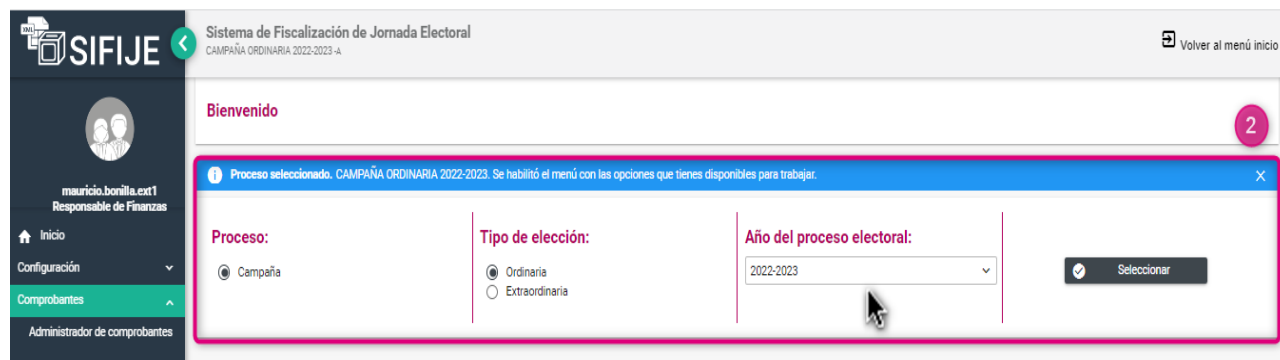 XML
SIFIJE
Sistema de Fiscalización de Jornada Electoral
CAMPAÑA ORDINARIA 2022-2023 -A
Volver al menú inicio
mauricio.bonilla.ext1
Responsable de Finanzas
Inicio
Configuración
Comprobantes
Administrador de comprobantes
Bienvenido
2
Proceso seleccionado. CAMPAÑA ORDINARIA 2022-2023. Se habilitó el menú con las opciones que tienes disponibles para trabajar.
X
Proceso:
Campaña
Tipo de elección:
Ordinaria
Extraordinaria
Año del proceso electoral:
2022-2023
Seleccionar